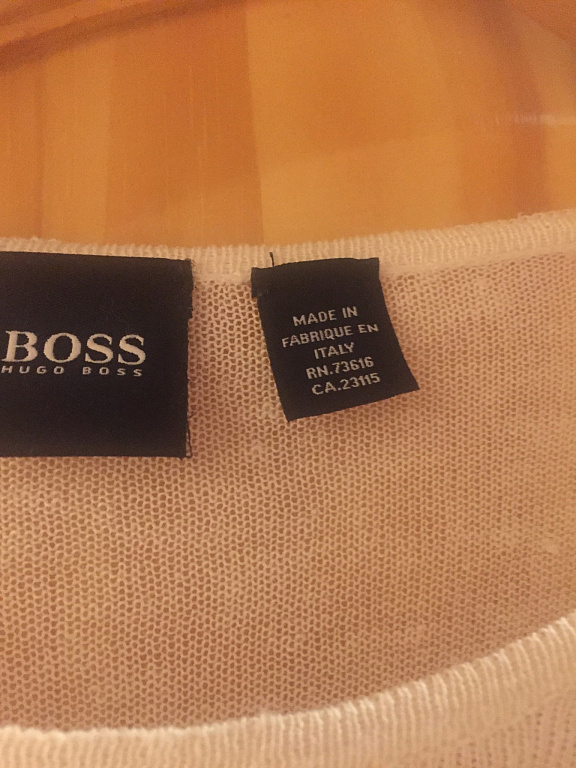 BOSS
HUGO BOSS
MADE IN
FABRIQUE EN
ITALY
RN.73616
CA.23115